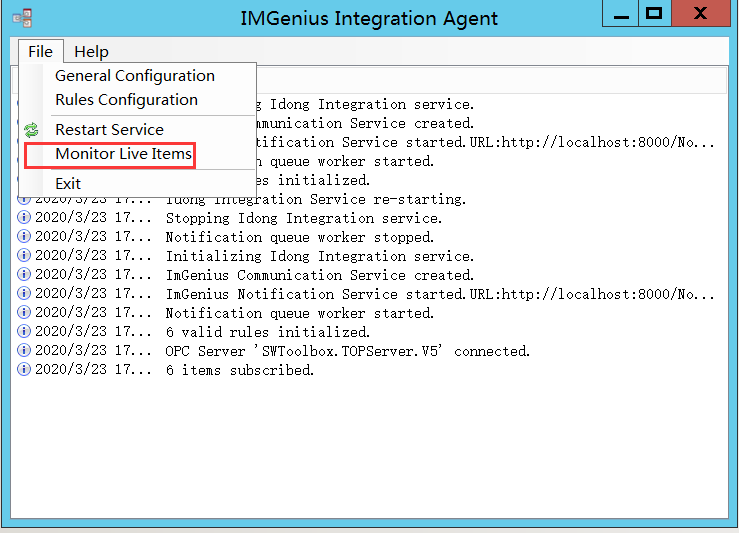 IMGenius Integration Agent
File Help
General Configuration
Rules Configuration
Restart Service
Monitor Live Items
Exit
Idong Integration service.
Communication Service created.
Notification Service started.URL:http://localhost:8000/No...
queue worker started.
initialized.
2020/3/23 17... Idong Integration Service re-starting.
2020/3/23 17... Stopping Idong Integration service.
2020/3/23 17... Notification queue worker stopped.
2020/3/23 17... Initializing Idong Integration service.
2020/3/23 17... ImGenius Communication Service created.
2020/3/23 17... ImGenius Notification Service started.URL:http://localhost:8000/No...
2020/3/23 17... Notification queue worker started.
2020/3/23 17... 6 valid rules initialized.
2020/3/23 17... OPC Server 'SWToolbox.TOPServer.V5' connected.
2020/3/23 17... 6 items subscribed.